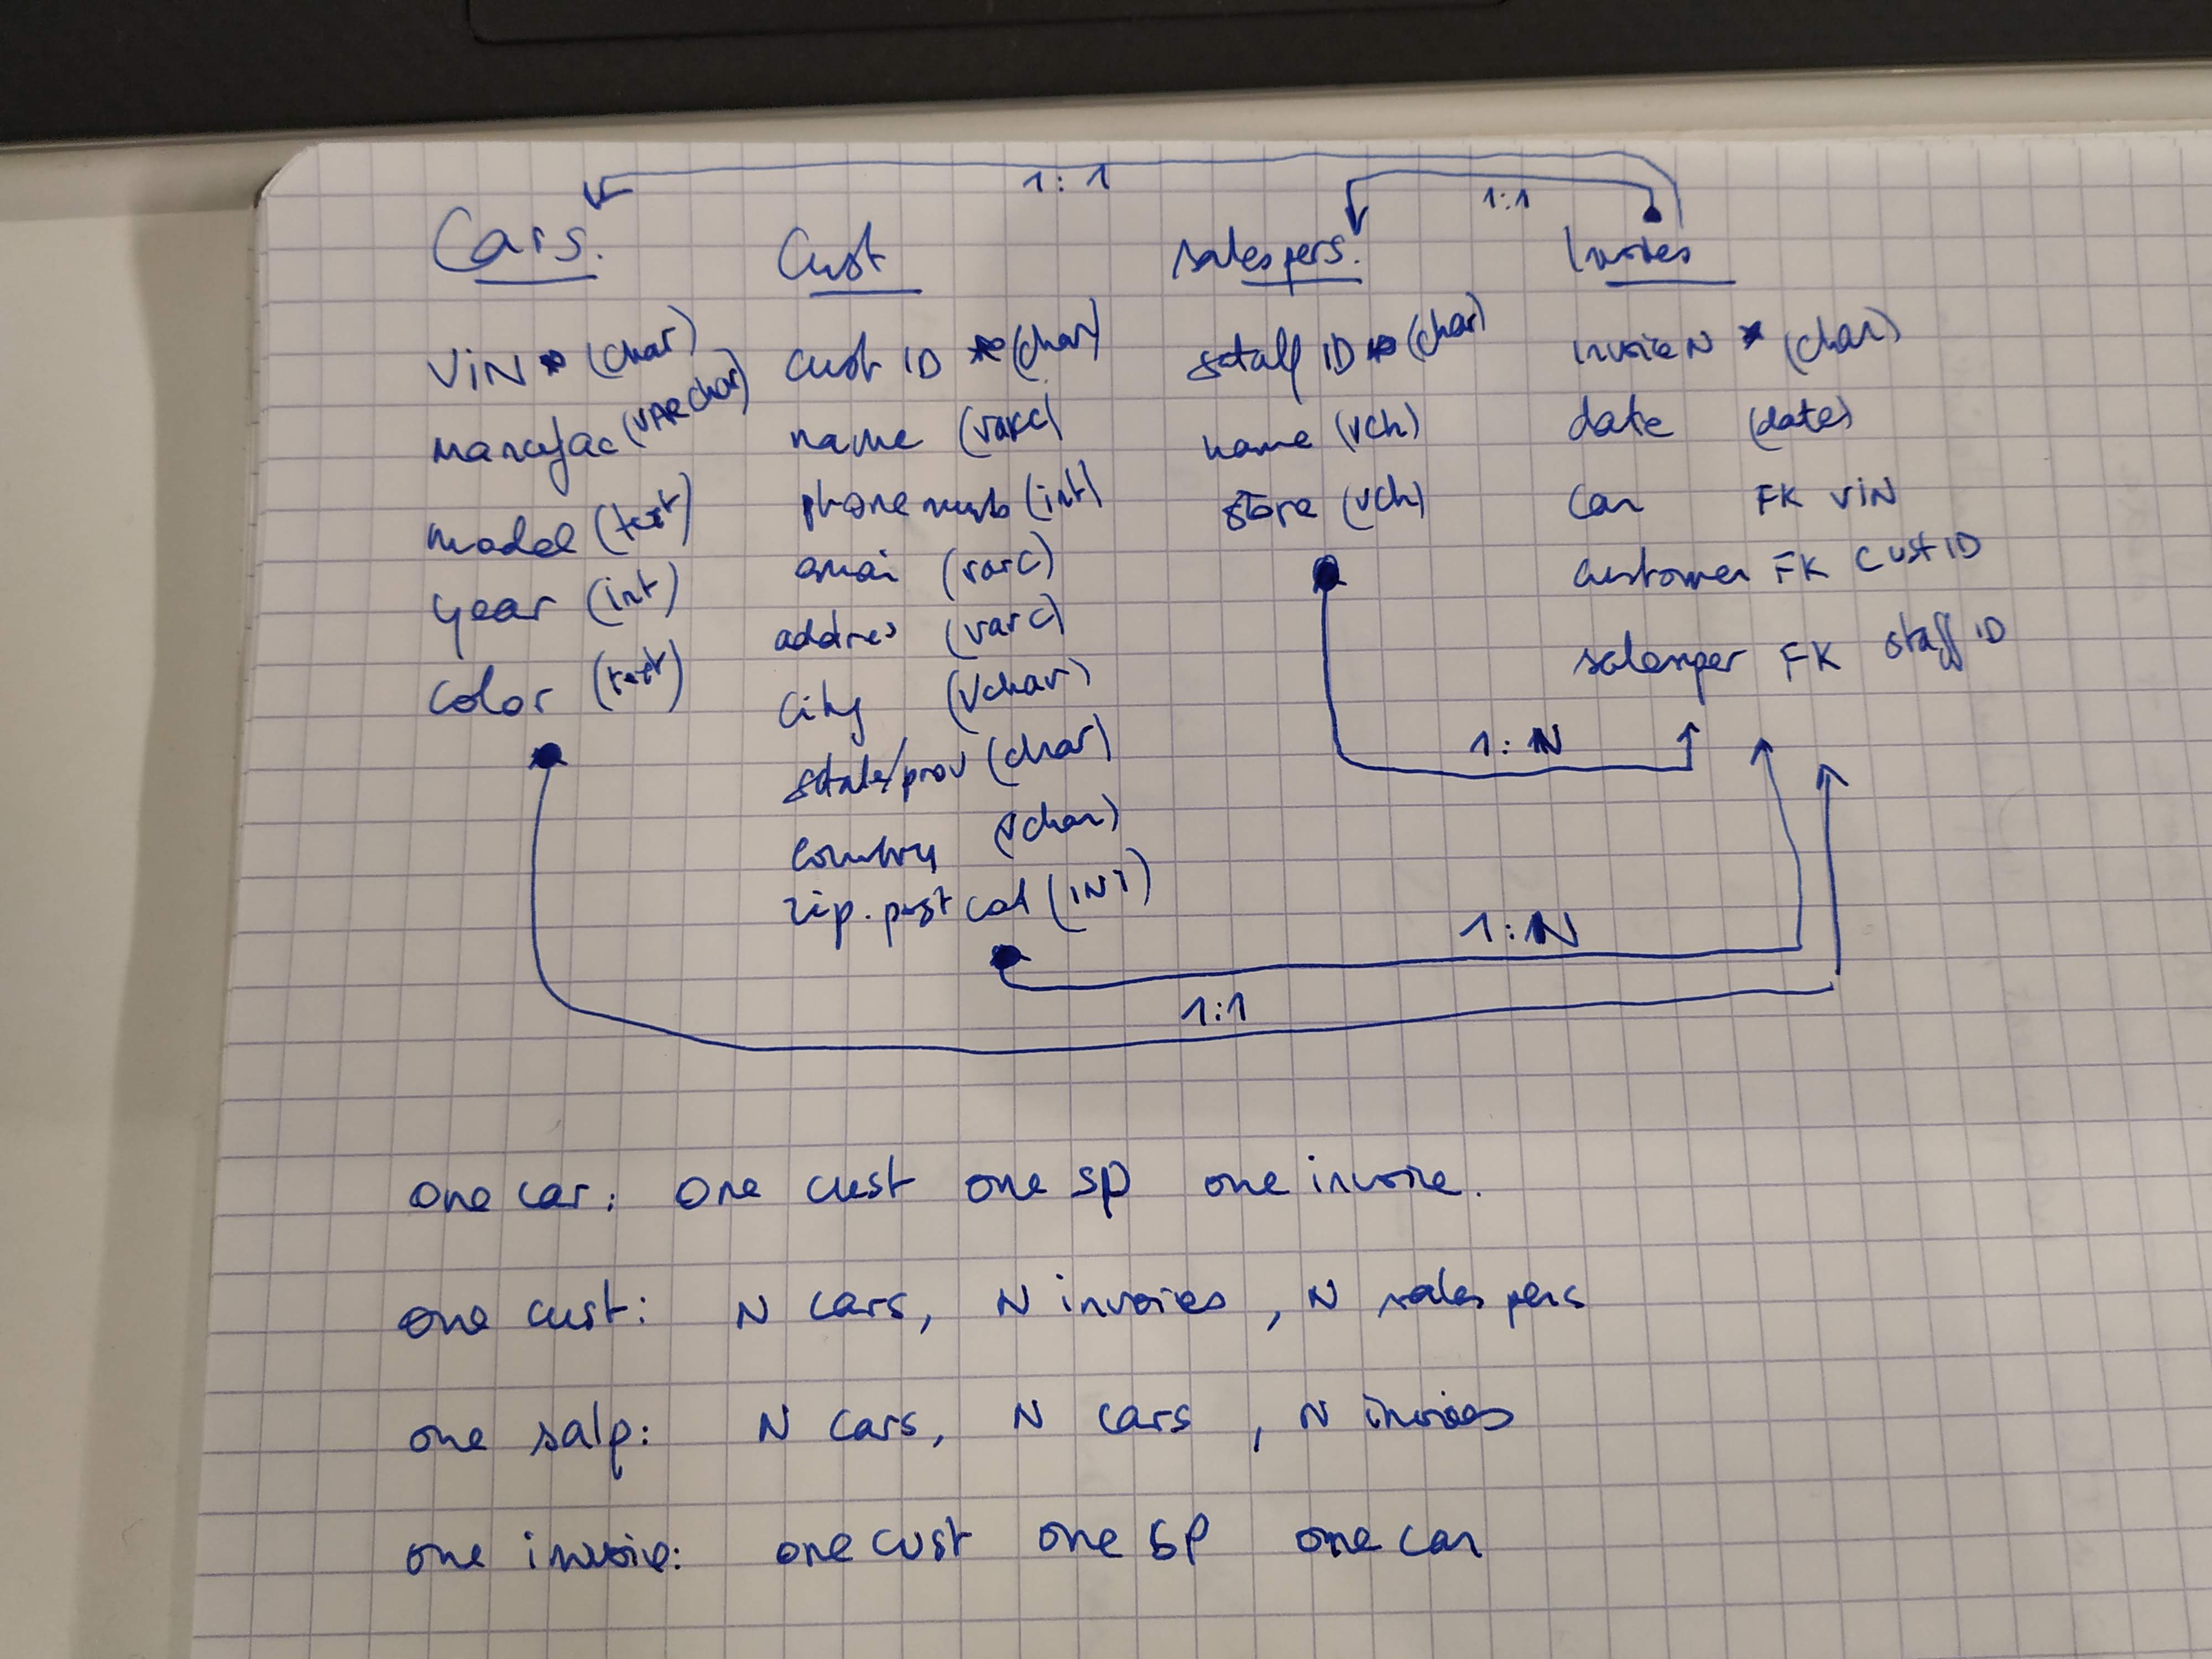 1:1
1:1
Cars:
VIN * (char)
manufac (VARchar)
model (text)
year (int)
color (text)
Cust
cust ID * (char)
name (varc)
phone numb (int)
emai (varc)
addres (varc)
city (Vchar)
state/prov (char)
country (Vchar)
zip. post cod (INT)
salespers:
staff ID * (char)
name (vch)
store (vch)
Invoices
invoice N * (char)
date (date)
car FK VIN
customer FK CUST ID
salesper FK staff ID
1:N
1:N
1:1
one car: one cust one SP one invoice.
one cust: N cars, N invoices, N sales pers
one salp: N cars, N cars, N invoices
one invoice: one cust one SP one car